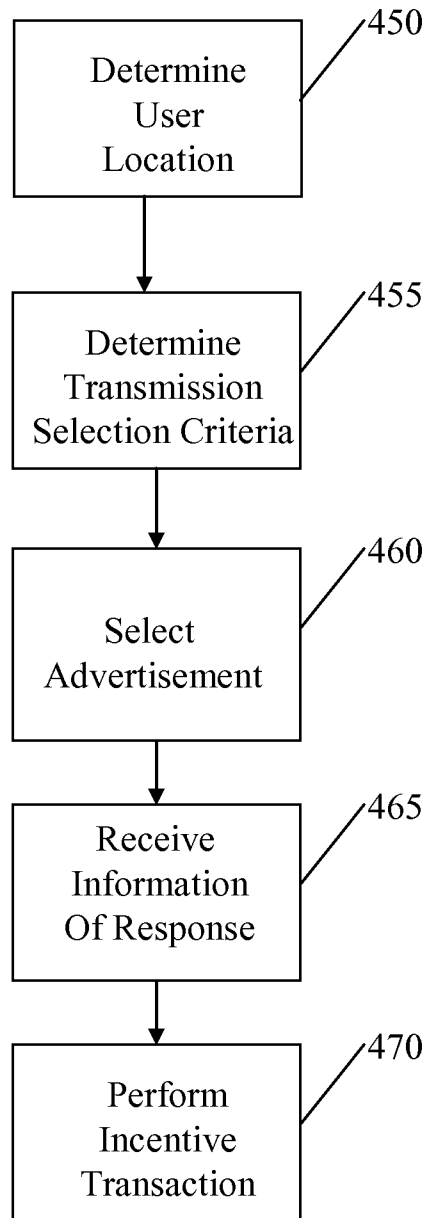 450
Determine
User
Location
455
Determine
Transmission
Selection Criteria
460
Select
Advertisement
465
Receive
Information
Of Response
470
Perform
Incentive
Transaction